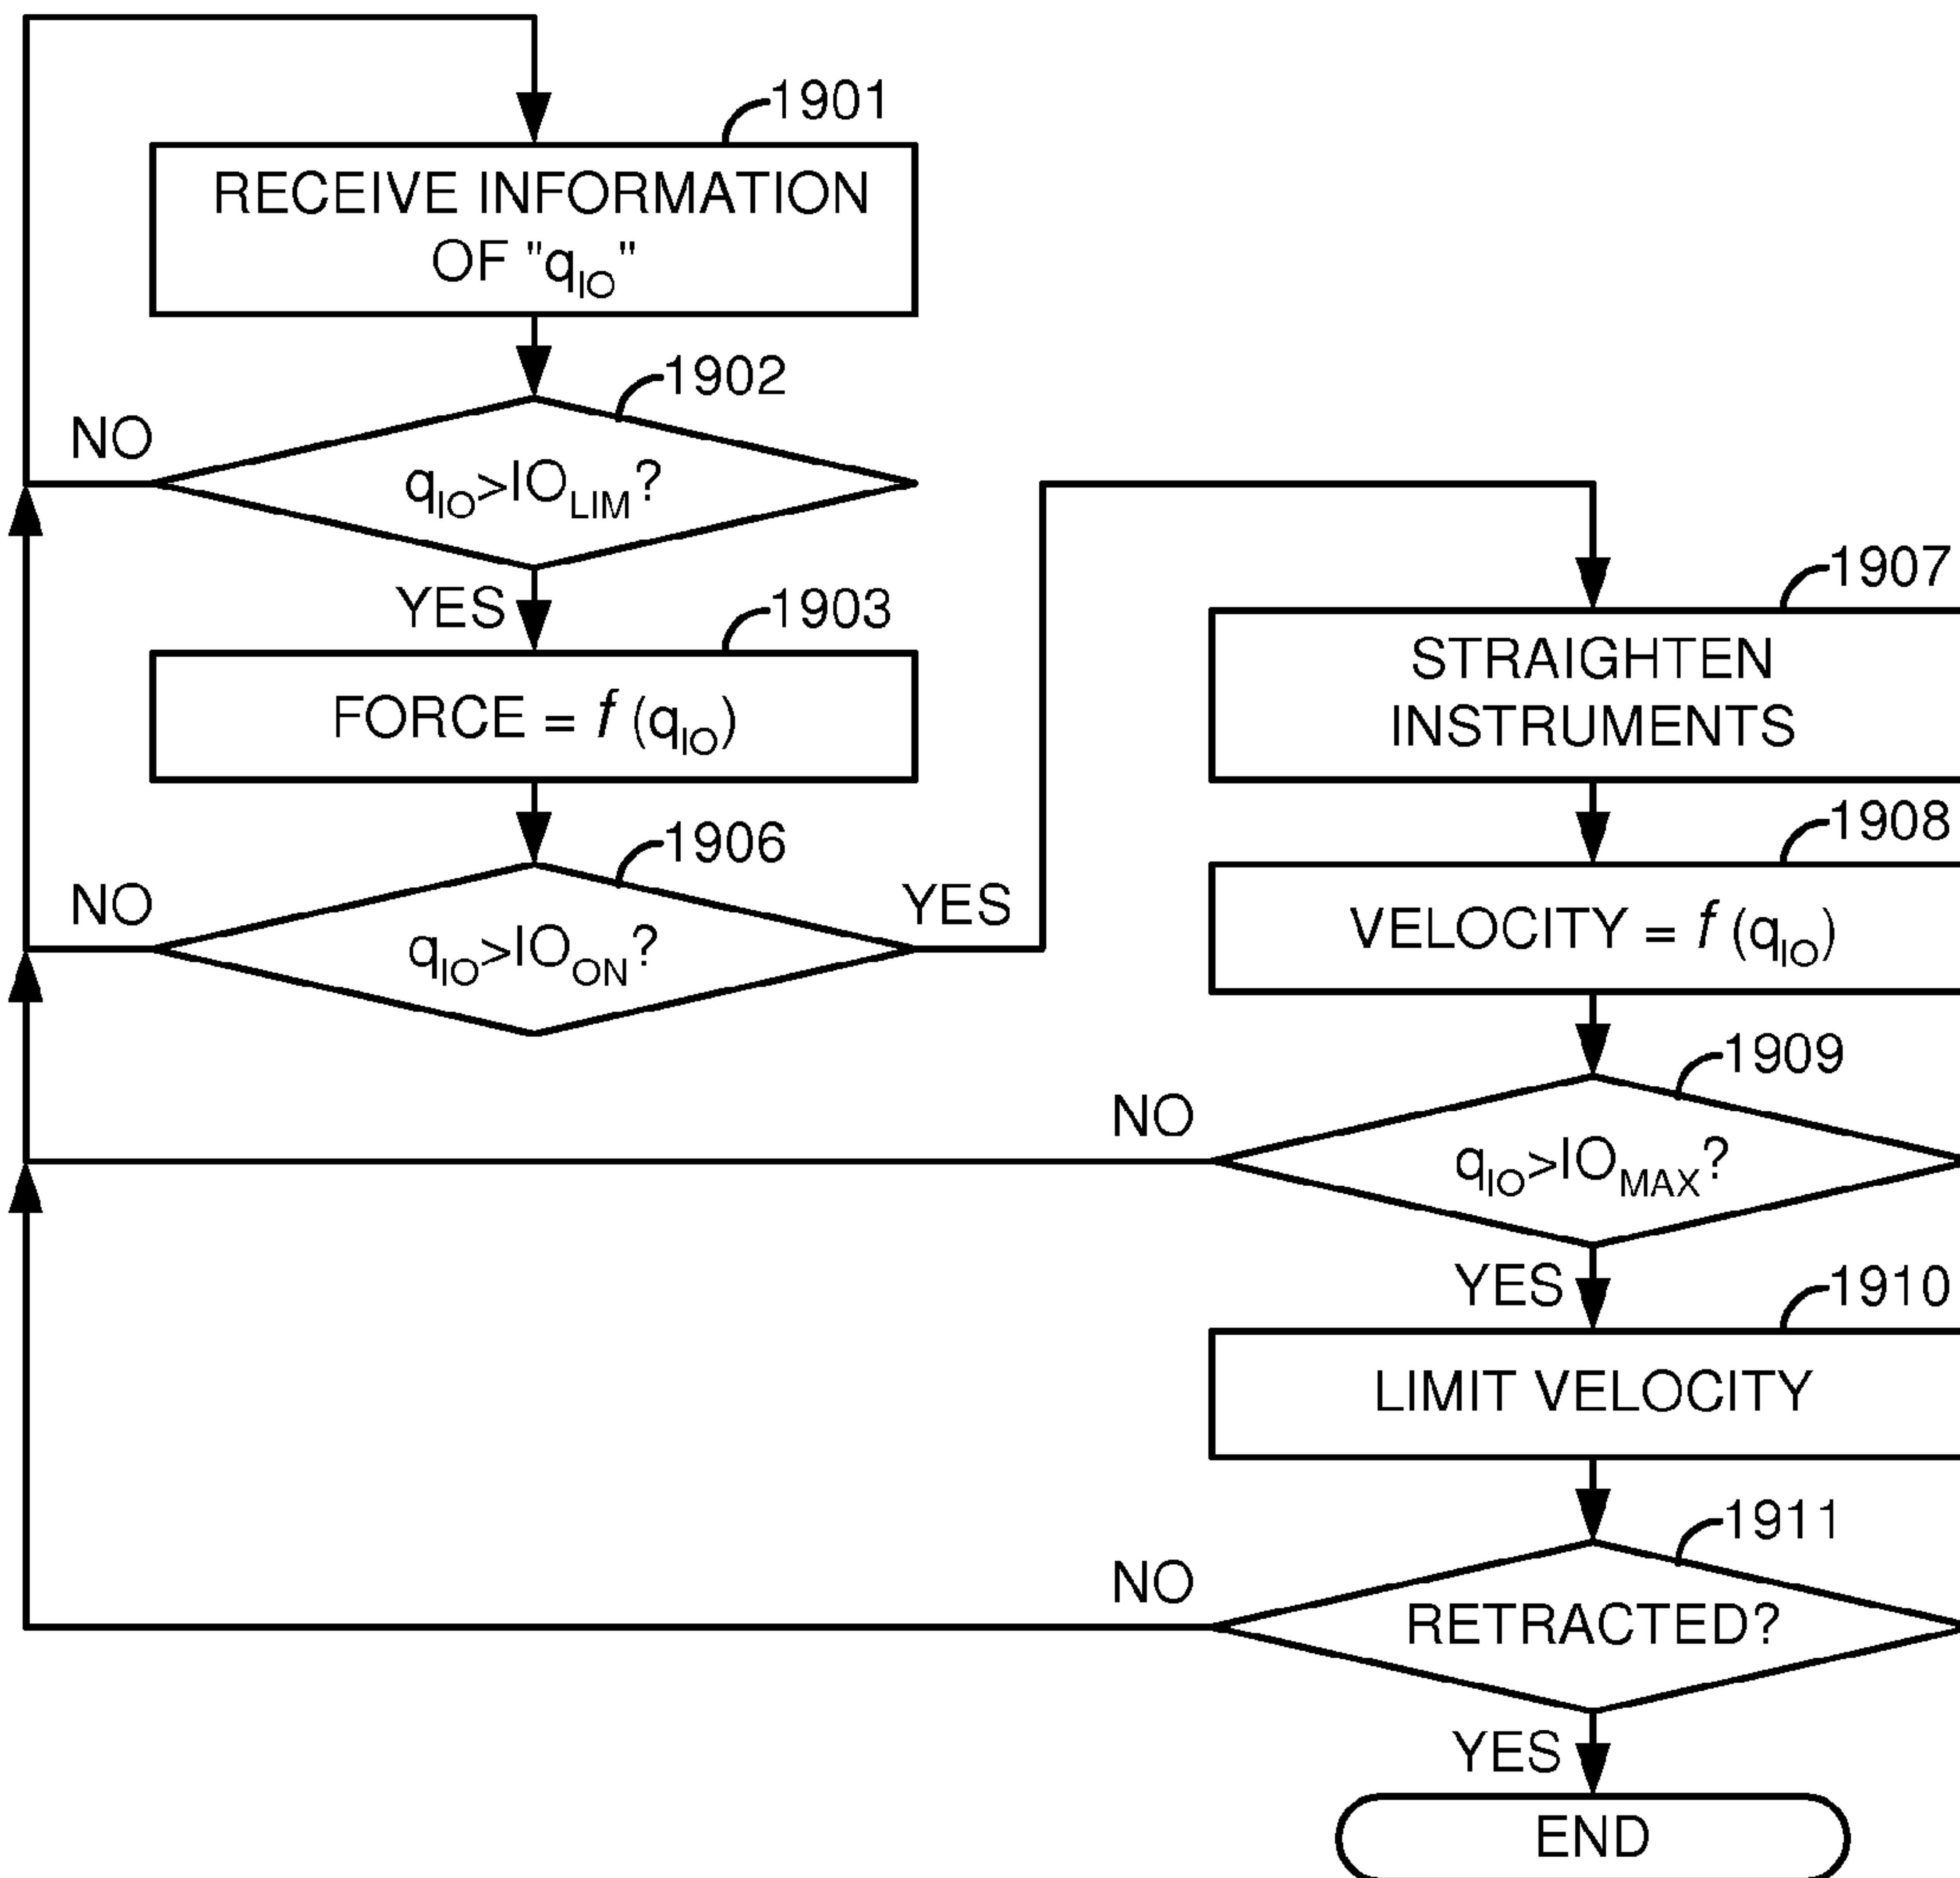 1901
RECEIVE INFORMATION
OF "qIO"
1902
NO
qIO>IOLIM?
YES
1903
FORCE = f (qIO)
1906
NO
YES
qIO>IOON?
1907
STRAIGHTEN
INSTRUMENTS
1908
VELOCITY = f (qIO)
1909
NO
qIO>IOMAX?
YES
1910
LIMIT VELOCITY
1911
NO
RETRACTED?
YES
END